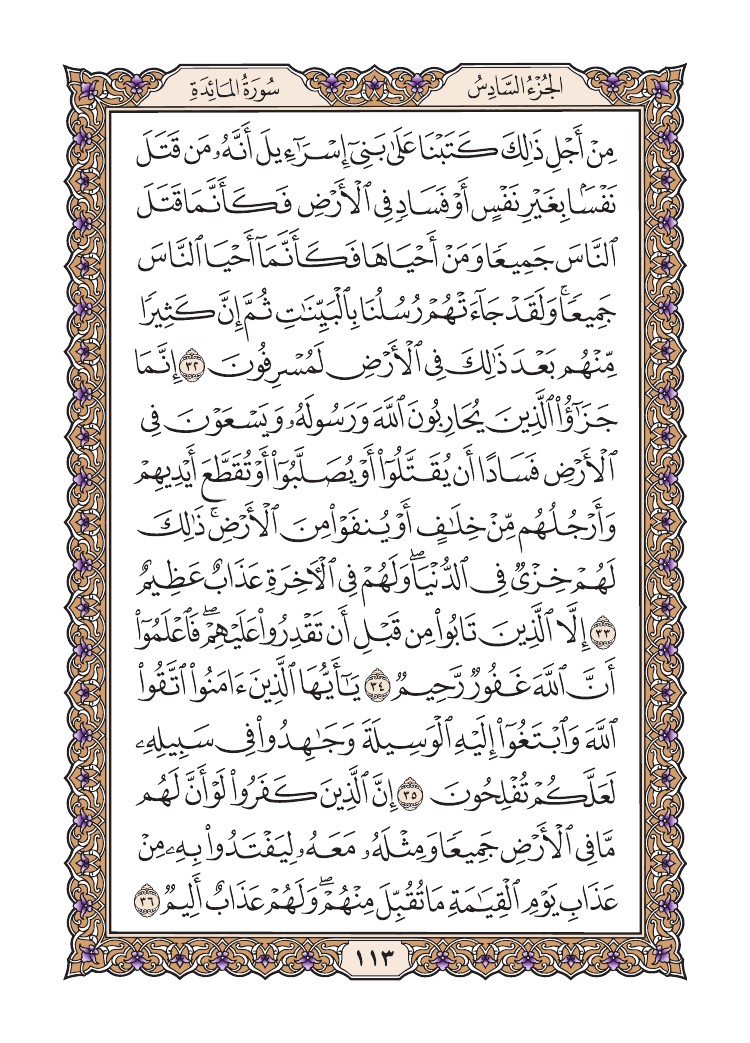 الجُزْءُ السَّادِسُ
سُورَةُ المَائِدَةِ
مِنۡ أَجۡلِ ذَٰلِكَ كَتَبۡنَا عَلَىٰ بَنِيٓ إِسۡرَٰٓءِيلَ أَنَّهُۥ مَن قَتَلَ
نَفۡسَۢا بِغَيۡرِ نَفۡسٍ أَوۡ فَسَادٖ فِي ٱلۡأَرۡضِ فَكَأَنَّمَا قَتَلَ
ٱلنَّاسَ جَمِيعٗا وَمَنۡ أَحۡيَاهَا فَكَأَنَّمَآ أَحۡيَا ٱلنَّاسَ
جَمِيعٗاۚ وَلَقَدۡ جَآءَتۡهُمۡ رُسُلُنَا بِٱلۡبَيِّنَٰتِ ثُمَّ إِنَّ كَثِيرٗا
مِّنۡهُم بَعۡدَ ذَٰلِكَ فِي ٱلۡأَرۡضِ لَمُسۡرِفُونَ ٣٢ إِنَّمَا
جَزَٰٓؤُاْ ٱلَّذِينَ يُحَارِبُونَ ٱللَّهَ وَرَسُولَهُۥ وَيَسۡعَوۡنَ فِي
ٱلۡأَرۡضِ فَسَادًا أَن يُقَتَّلُوٓاْ أَوۡ يُصَلَّبُوٓاْ أَوۡ تُقَطَّعَ أَيۡدِيهِمۡ
وَأَرۡجُلُهُم مِّنۡ خِلَٰفٍ أَوۡ يُنفَوۡاْ مِنَ ٱلۡأَرۡضِۚ ذَٰلِكَ
لَهُمۡ خِزۡيٞ فِي ٱلدُّنۡيَاۖ وَلَهُمۡ فِي ٱلۡأٓخِرَةِ عَذَابٌ عَظِيمٌ
٣٣ إِلَّا ٱلَّذِينَ تَابُواْ مِن قَبۡلِ أَن تَقۡدِرُواْ عَلَيۡهِمۡۖ فَٱعۡلَمُوٓاْ
أَنَّ ٱللَّهَ غَفُورٞ رَّحِيمٞ ٣٤ يَٰٓأَيُّهَا ٱلَّذِينَ ءَامَنُواْ ٱتَّقُواْ
ٱللَّهَ وَٱبۡتَغُوٓاْ إِلَيۡهِ ٱلۡوَسِيلَةَ وَجَٰهِدُواْ فِي سَبِيلِهِۦ
لَعَلَّكُمۡ تُفۡلِحُونَ ٣٥ إِنَّ ٱلَّذِينَ كَفَرُواْ لَوۡ أَنَّ لَهُم
مَّا فِي ٱلۡأَرۡضِ جَمِيعٗا وَمِثۡلَهُۥ مَعَهُۥ لِيَفۡتَدُواْ بِهِۦ مِنۡ
عَذَابِ يَوۡمِ ٱلۡقِيَٰمَةِ مَا تُقُبِّلَ مِنۡهُمۡۖ وَلَهُمۡ عَذَابٌ أَلِيمٞ ٣٦
١١٣